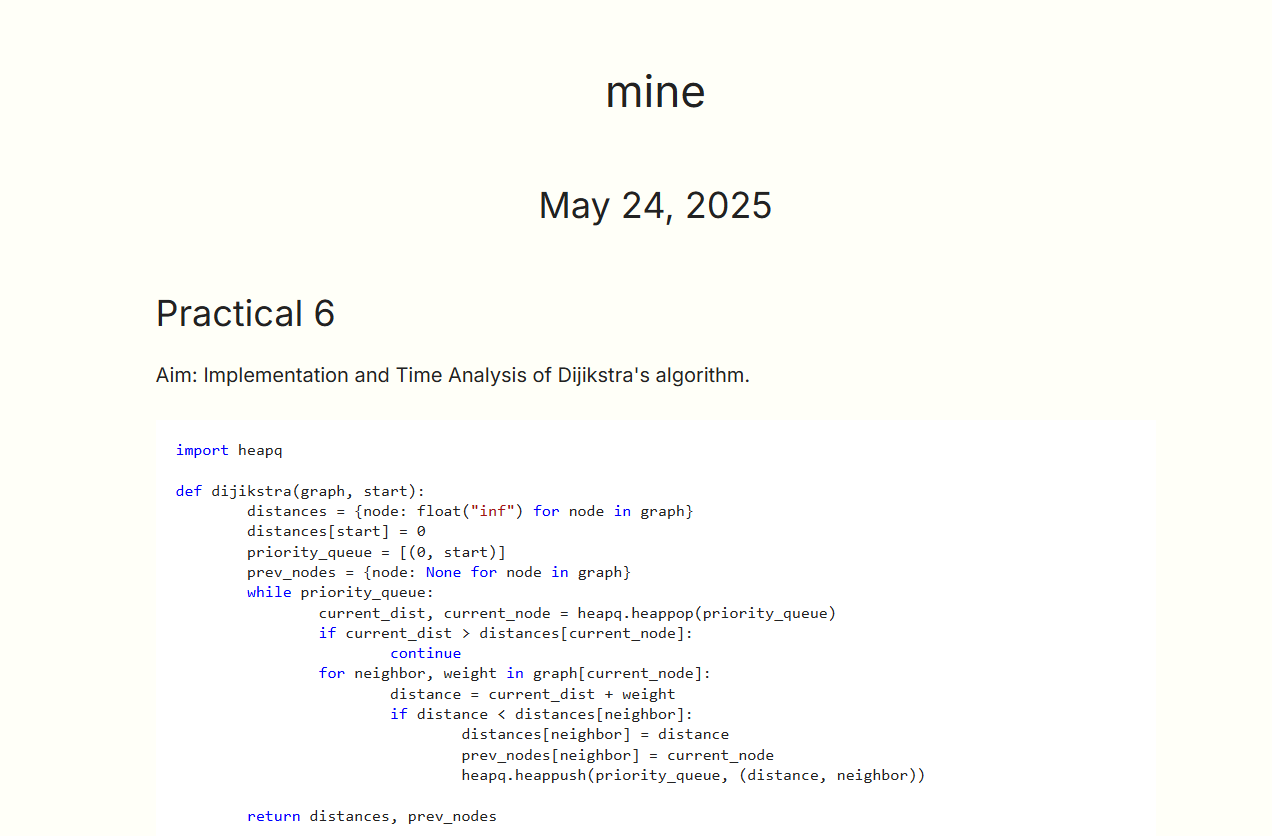 mine
May 24, 2025
Practical 6
Aim: Implementation and Time Analysis of Dijikstra's algorithm.
import heapq
def dijikstra(graph, start):
        distances = {node: float("inf") for node in graph}
        distances[start] = 0
        priority_queue = [(0, start)]
        prev_nodes = {node: None for node in graph}
        while priority_queue:
                current_dist, current_node = heapq.heappop(priority_queue)
                if current_dist > distances[current_node]:
                        continue
                for neighbor, weight in graph[current_node]:
                        distance = current_dist + weight
                        if distance < distances[neighbor]:
                                distances[neighbor] = distance
                                prev_nodes[neighbor] = current_node
                                heapq.heappush(priority_queue, (distance, neighbor))
        return distances, prev_nodes